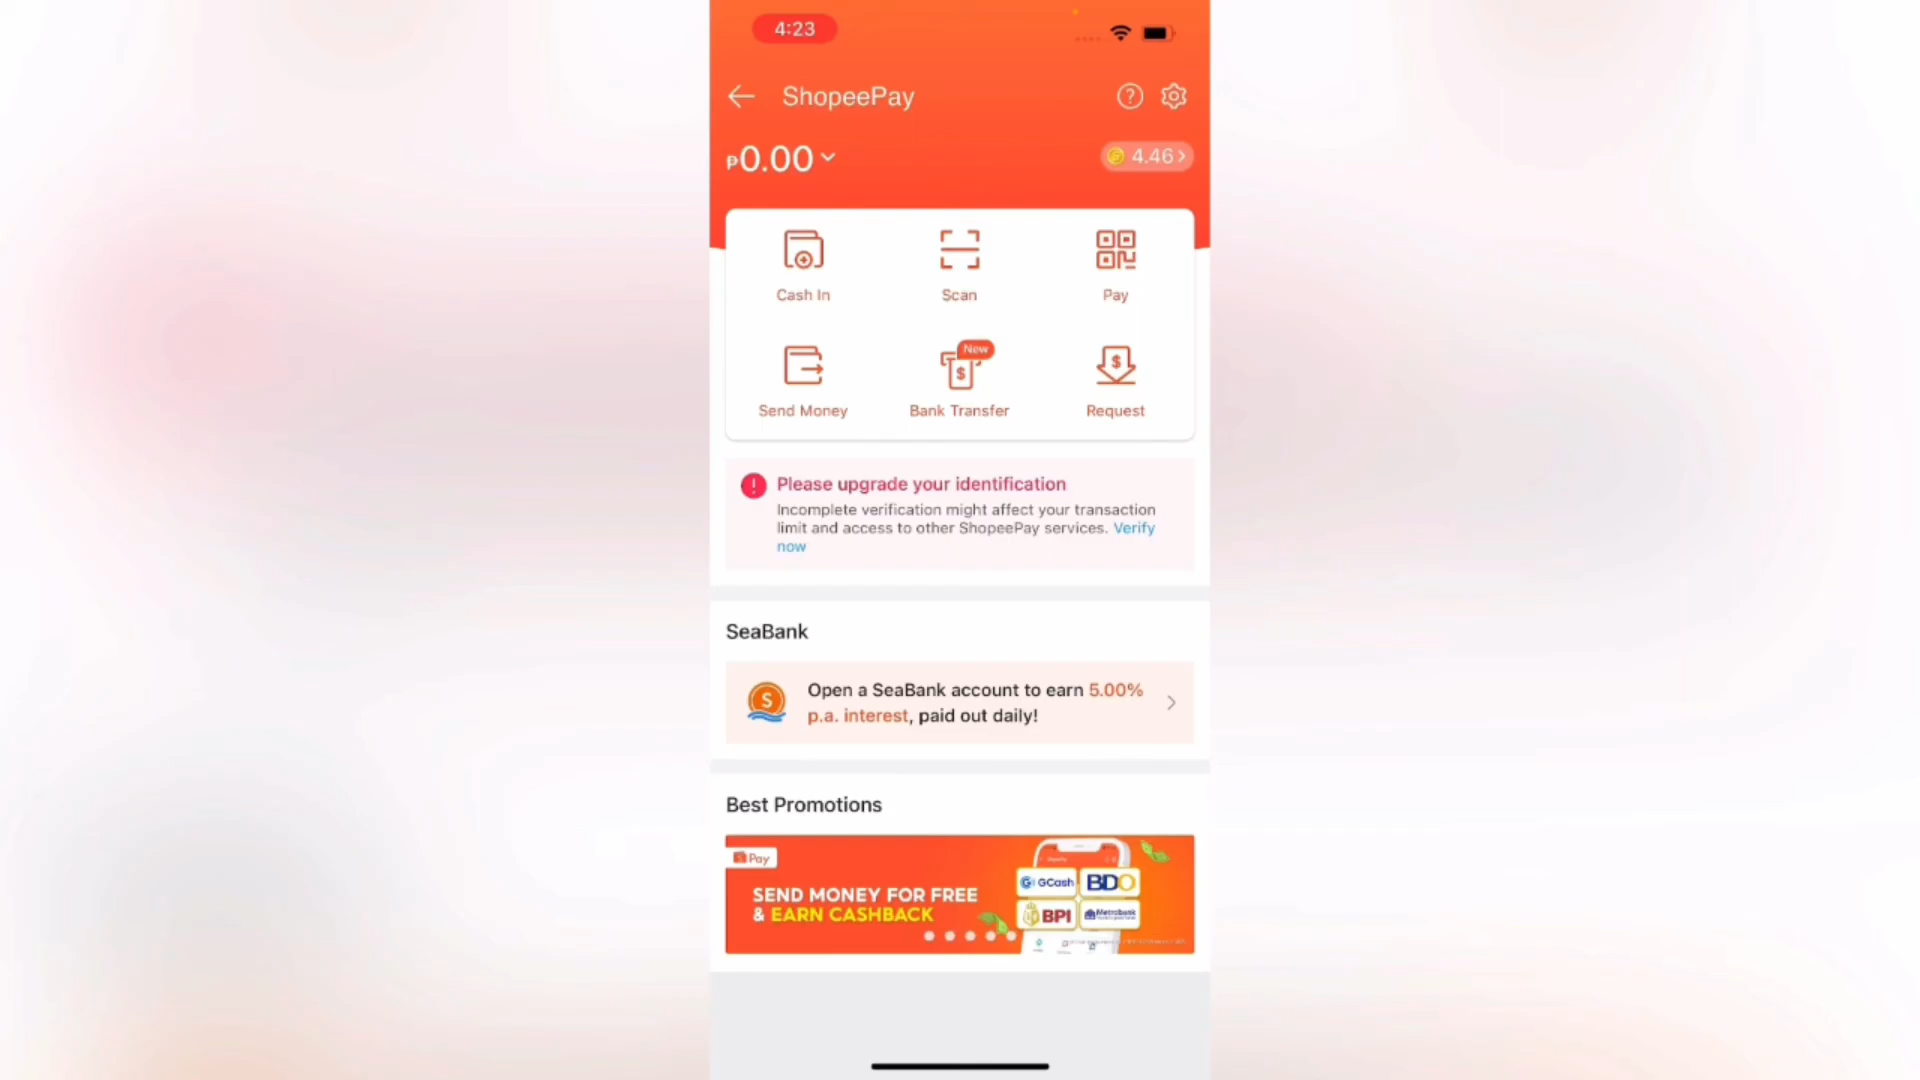 4:23
ShopeePay
₱0.00
4.46
Cash In
Scan
Pay
New
Send Money
Bank Transfer
Request
Please upgrade your identification
Incomplete verification might affect your transaction
limit and access to other ShopeePay services. Verify
now
SeaBank
Open a SeaBank account to earn 5.00%
p.a. interest, paid out daily!
Best Promotions
Pay
SEND MONEY FOR FREE
& EARN CASHBACK
GCash
BDO
BPI
Metrobank